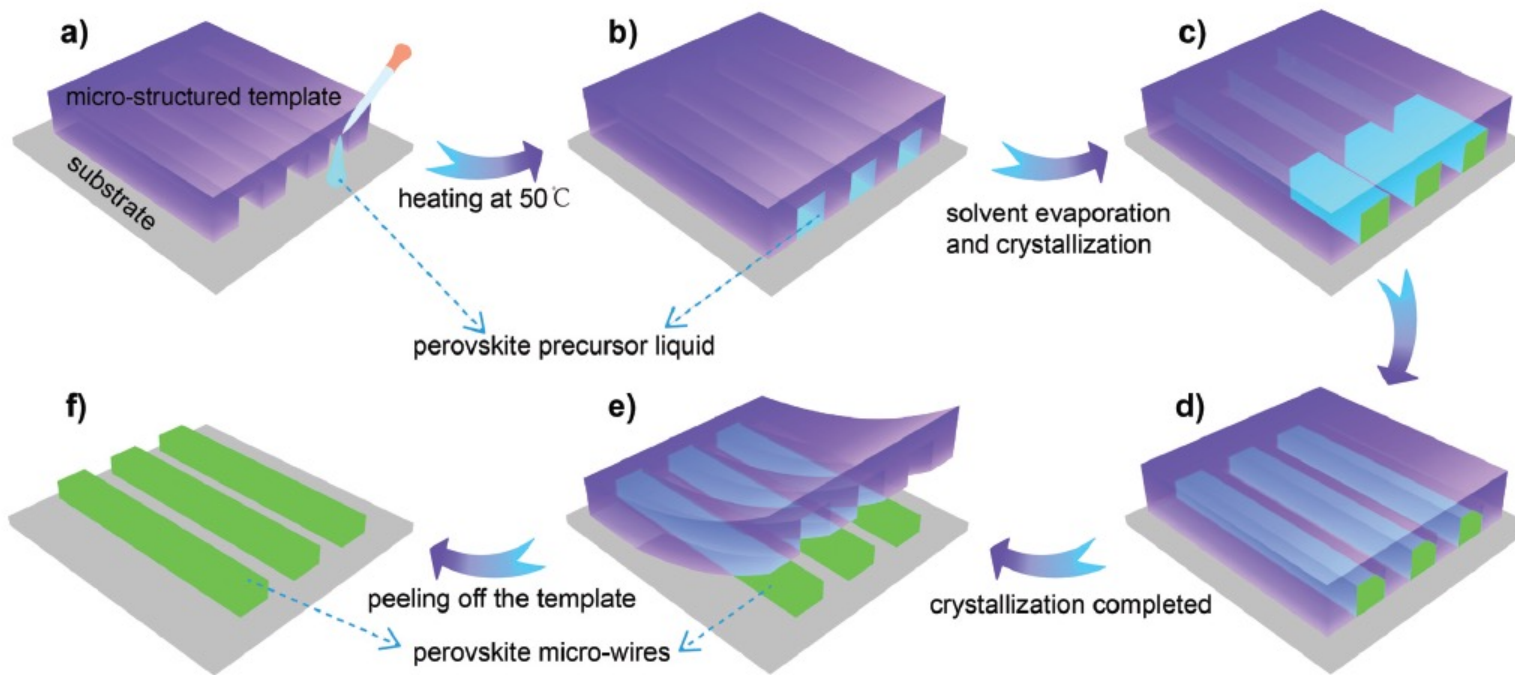 a)
b)
c)
micro-structured template
substrate
heating at 50℃
solvent evaporation
and crystallization
perovskite precursor liquid
f)
e)
d)
peeling off the template
crystallization completed
perovskite micro-wires